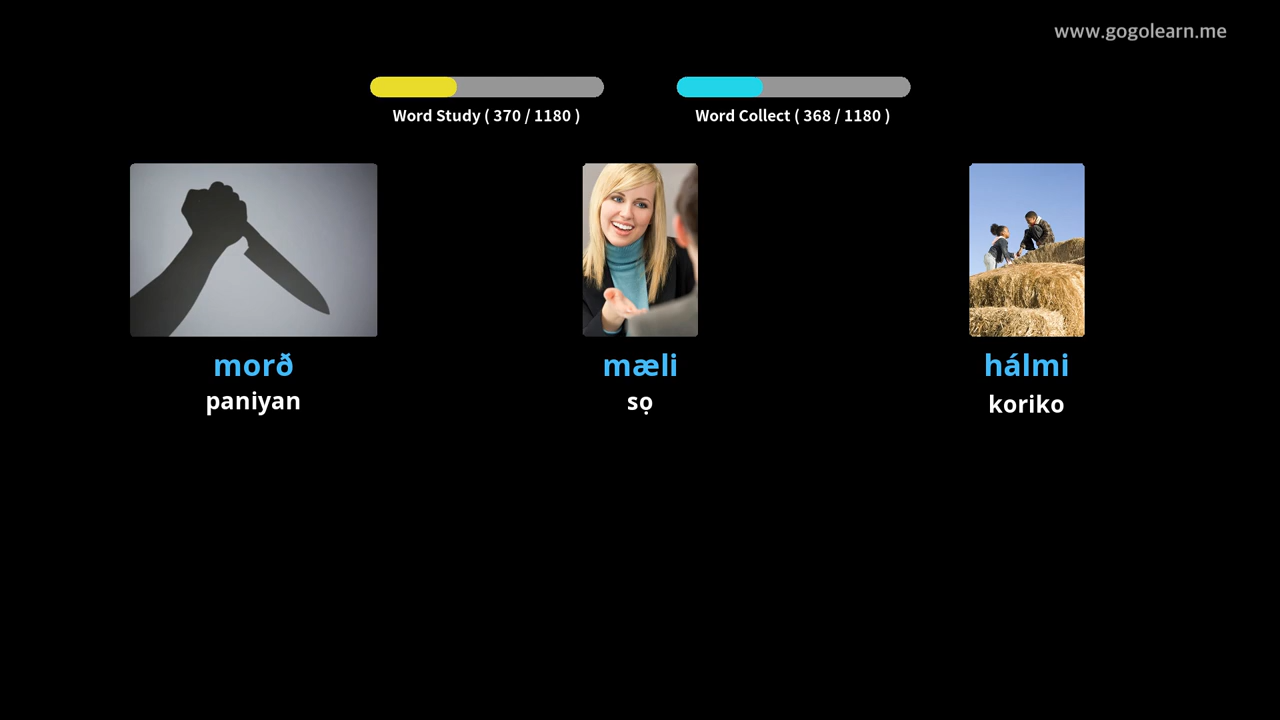 www.gogolearn.me
Word Study ( 370 / 1180 )
Word Collect ( 368 / 1180 )
morð
paniyan
mæli
sọ
hálmi
koriko